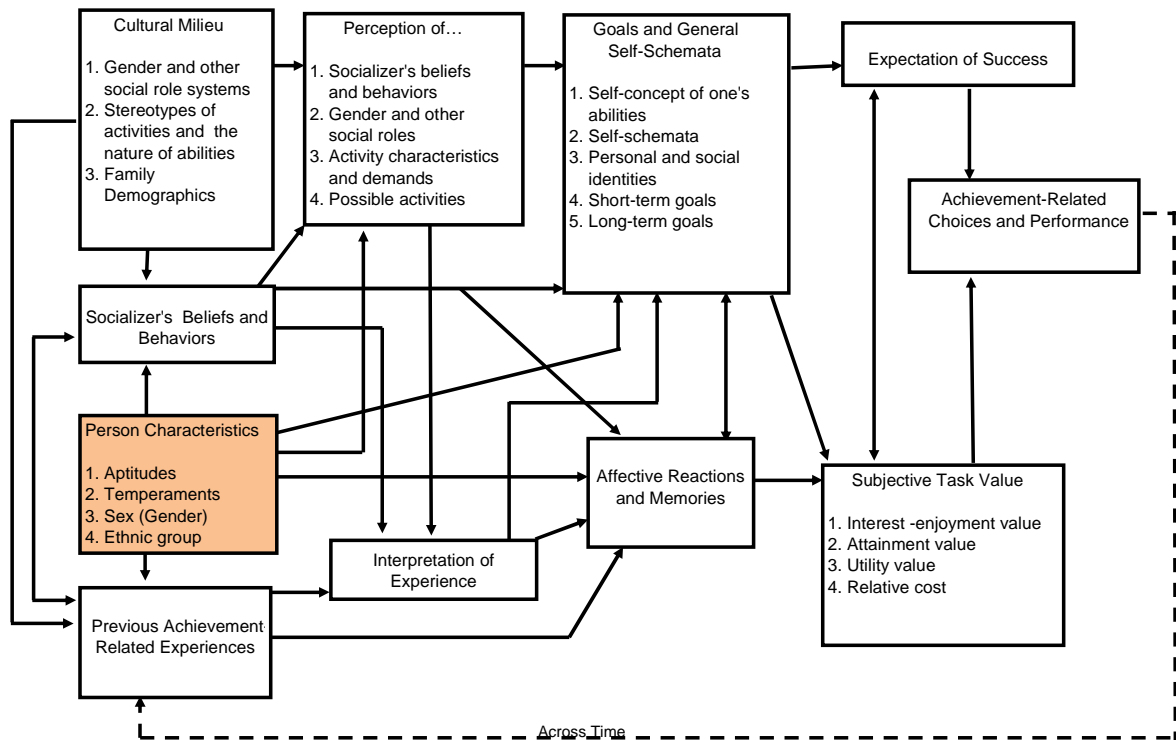 Cultural Milieu
1. Gender and other
social role systems
2. Stereotypes of
activities and the
nature of abilities
3. Family
Demographics
Perception of…
1. Socializer's beliefs
and behaviors
2. Gender and other
social roles
3. Activity characteristics
and demands
4. Possible activities
Goals and General
Self-Schemata
1. Self-concept of one's
abilities
2. Self-schemata
3. Personal and social
identities
4. Short-term goals
5. Long-term goals
Expectation of Success
Achievement-Related
Choices and Performance
Socializer's Beliefs and
Behaviors
Person Characteristics
1. Aptitudes
2. Temperaments
3. Sex (Gender)
4. Ethnic group
Previous Achievement-
Related Experiences
Interpretation of
Experience
Affective Reactions
and Memories
Subjective Task Value
1. Interest -enjoyment value
2. Attainment value
3. Utility value
4. Relative cost
Across Time